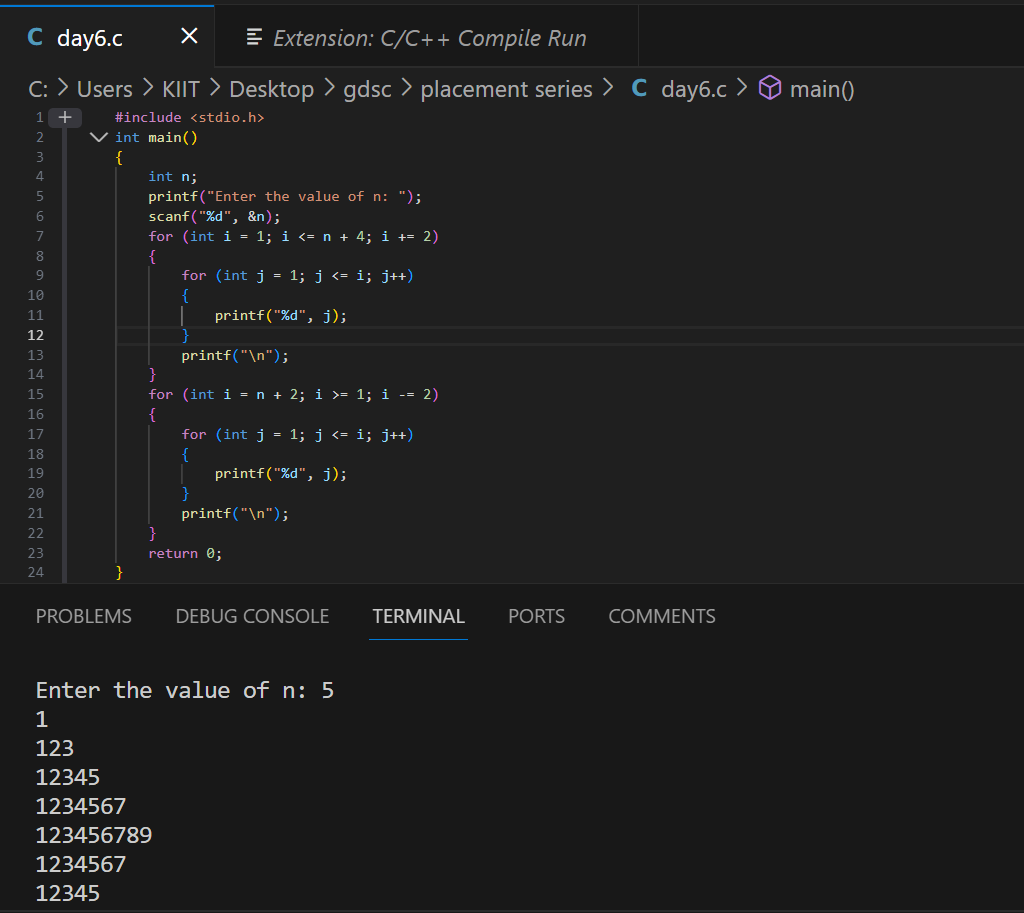 C day6.c × Extension: C/C++ Compile Run
C: > Users > KIIT > Desktop > gdsc > placement series > C day6.c > main()
1 + #include <stdio.h>
2 int main()
3 {
4 int n;
5 printf("Enter the value of n: ");
6 scanf("%d", &n);
7 for (int i = 1; i <= n + 4; i += 2)
8 {
9 for (int j = 1; j <= i; j++)
10 {
11 printf("%d", j);
12 }
13 printf("\n");
14 }
15 for (int i = n + 2; i >= 1; i -= 2)
16 {
17 for (int j = 1; j <= i; j++)
18 {
19 printf("%d", j);
20 }
21 printf("\n");
22 }
23 return 0;
24 }
PROBLEMS DEBUG CONSOLE TERMINAL PORTS COMMENTS
Enter the value of n: 5
1
123
12345
1234567
123456789
1234567
12345